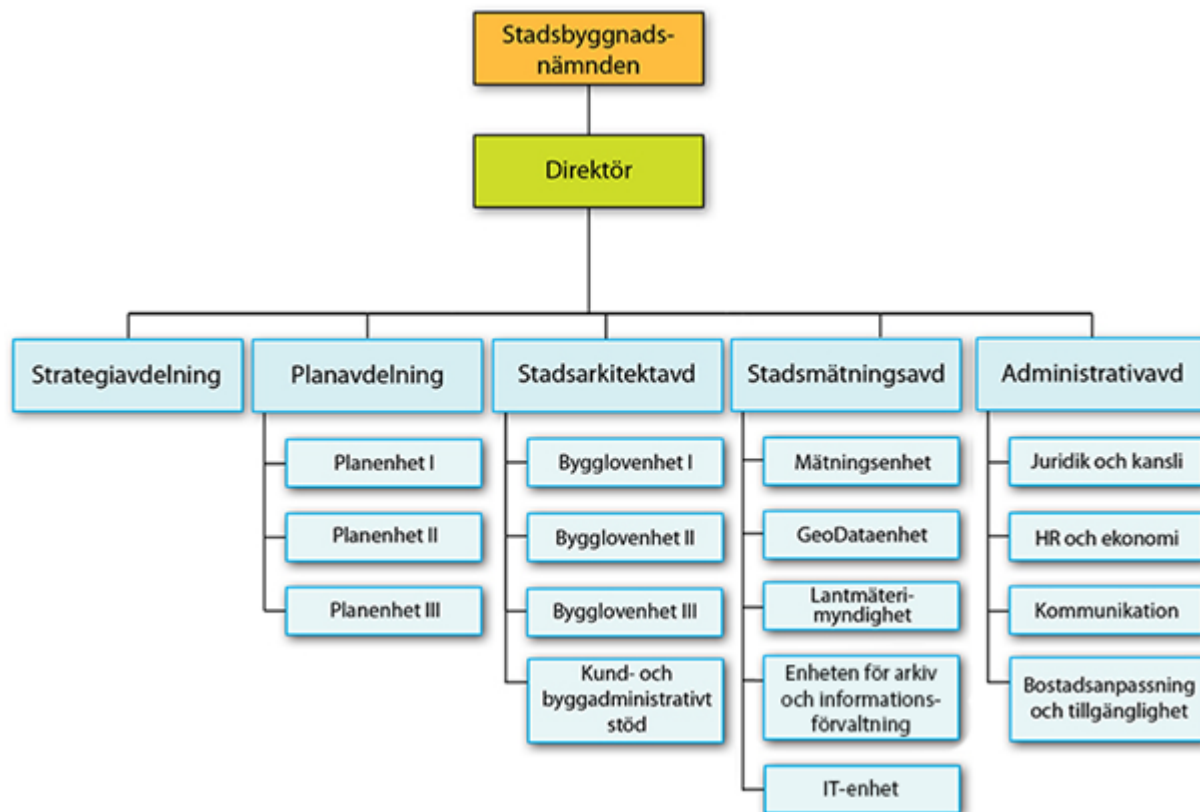 Stadsbyggnads-
nämnden
Direktör
Strategiavdelning
Planavdelning
Planenhet I
Planenhet II
Planenhet III
Stadsarkitektavd
Bygglovenhet I
Bygglovenhet II
Bygglovenhet III
Kund- och
byggadministrativt
stöd
Stadsmätningsavd
Mätningsenhet
GeoDataenhet
Lantmäteri-
myndighet
Enheten för arkiv
och informations-
förvaltning
IT-enhet
Administrativavd
Juridik och kansli
HR och ekonomi
Kommunikation
Bostadsanpassning
och tillgänglighet